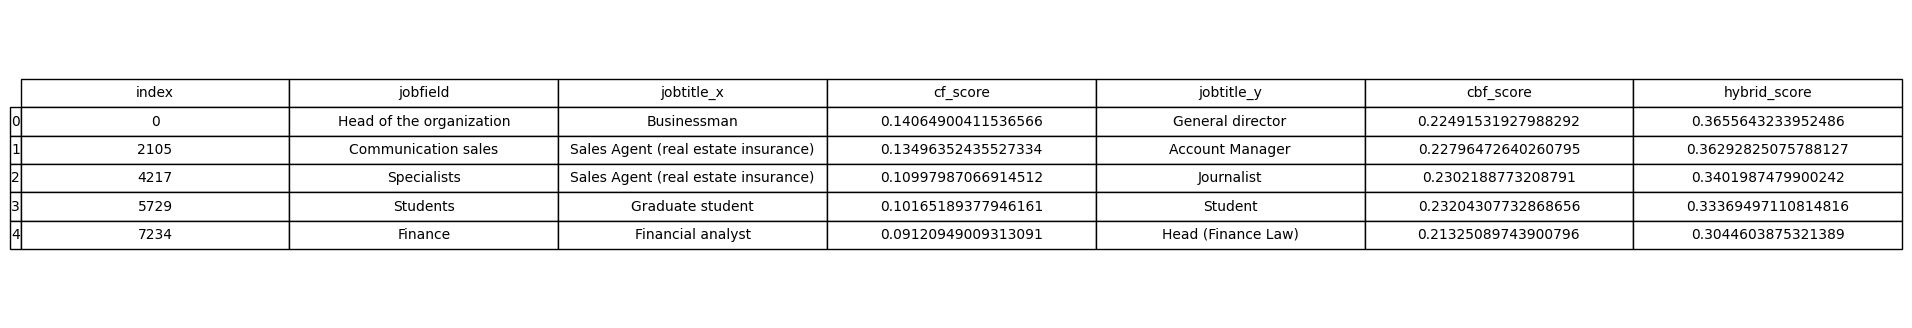 index jobfield jobtitle_x cf_score jobtitle_y cbf_score hybrid_score
0 0 Head of the organization Businessman 0.14064900411536566 General director 0.22491531927988292 0.3655643233952486
1 2105 Communication sales Sales Agent (real estate insurance) 0.13496352435527334 Account Manager 0.22796472640260795 0.36292825075788127
2 4217 Specialists Sales Agent (real estate insurance) 0.10997987066914512 Journalist 0.2302188773208791 0.3401987479900242
3 5729 Students Graduate student 0.10165189377946161 Student 0.23204307732868656 0.33369497110814816
4 7234 Finance Financial analyst 0.09120949009313091 Head (Finance Law) 0.21325089743900796 0.3044603875321389